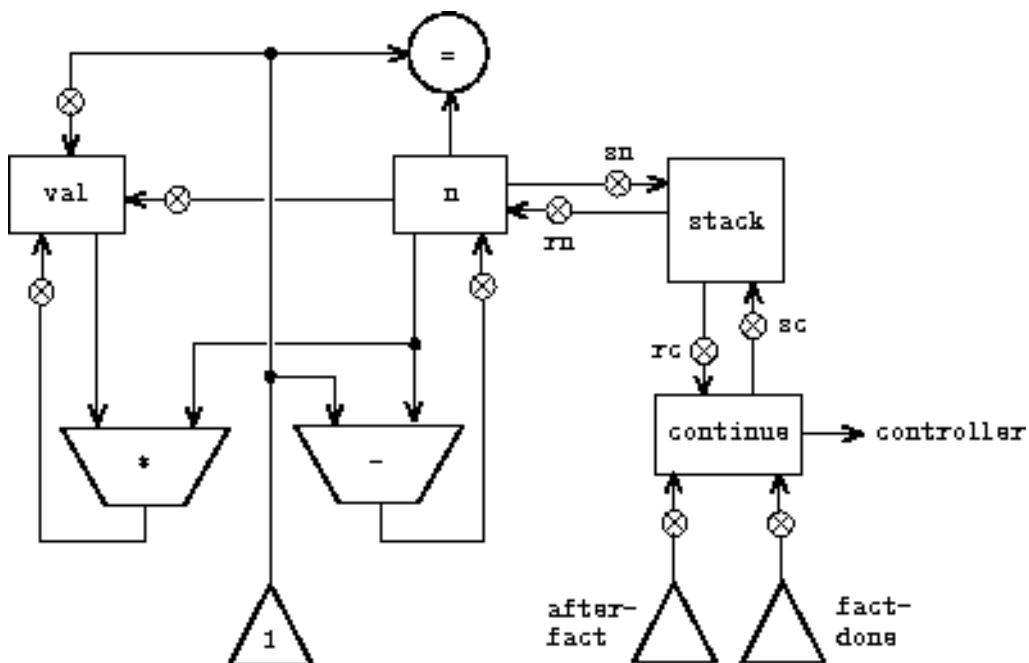 =
sn
val
n
stack
rn
sc
rc
continue
controller
*
-
after-
fact
fact-
done
1